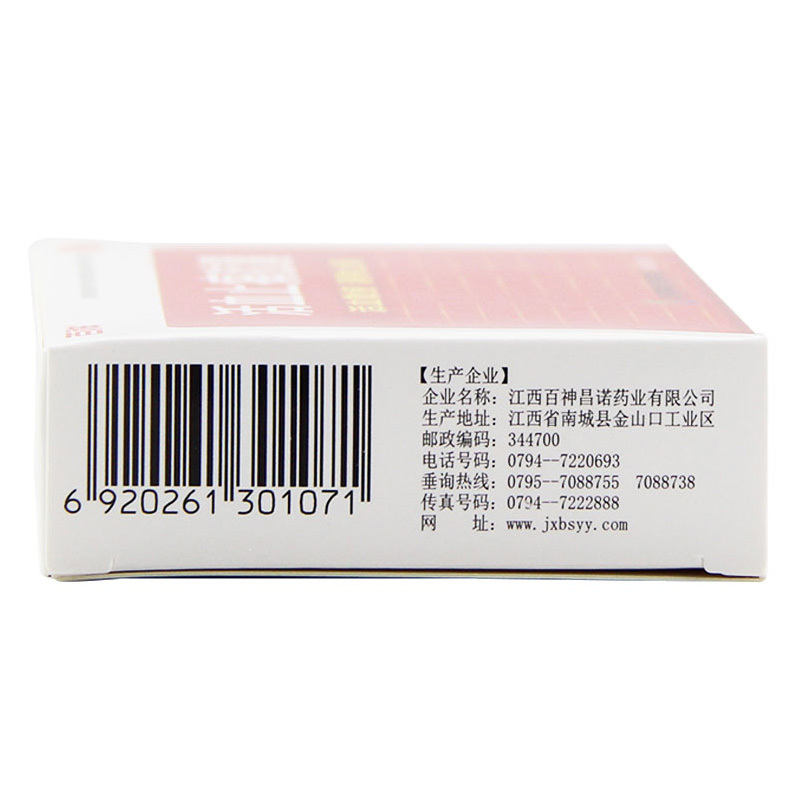 【生产企业】
企业名称：江西百神昌诺药业有限公司
生产地址：江西省南城县金山口工业区
邮政编码：344700
电话号码：0794--7220693
垂询热线：0795--7088755 7088738
传真号码：0794--7222888
网 址：www.jxbsyy.com
6 920261 301071